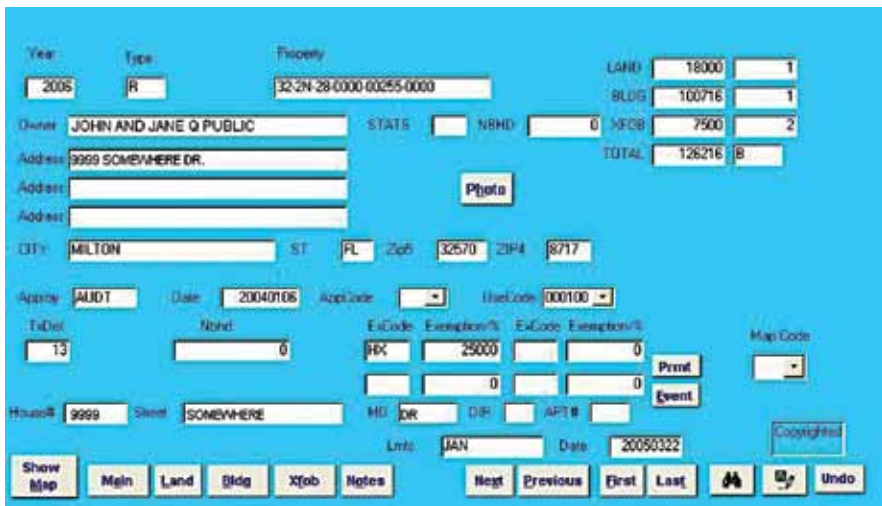 Year Type Property
2006 R 32-2N-28-0000-00255-0000
LAND 18000 1
BLDG 100716 1
Owner JOHN AND JANE Q PUBLIC STATS NBHD 0 XFOB 7500 2
Address 9999 SOMEWHERE DR. TOTAL 126216 B
Address Photo
Address
CITY MILTON ST FL Zip5 32570 ZIP4 8717
AUDT Date 20040106 AppCode UseCode 000100
TxDist Nbhd ExCode Exemption/% ExCode Exemption/% Map Code
13 0 HX 25000 0
0 0 Prmt
Event
House# 9999 Street SOMEWHERE MD DR DIR APT#
JAN Date 20050322 Copyrighted
Show Map Main Land Bldg Xfob Notes Next Previous First Last Undo